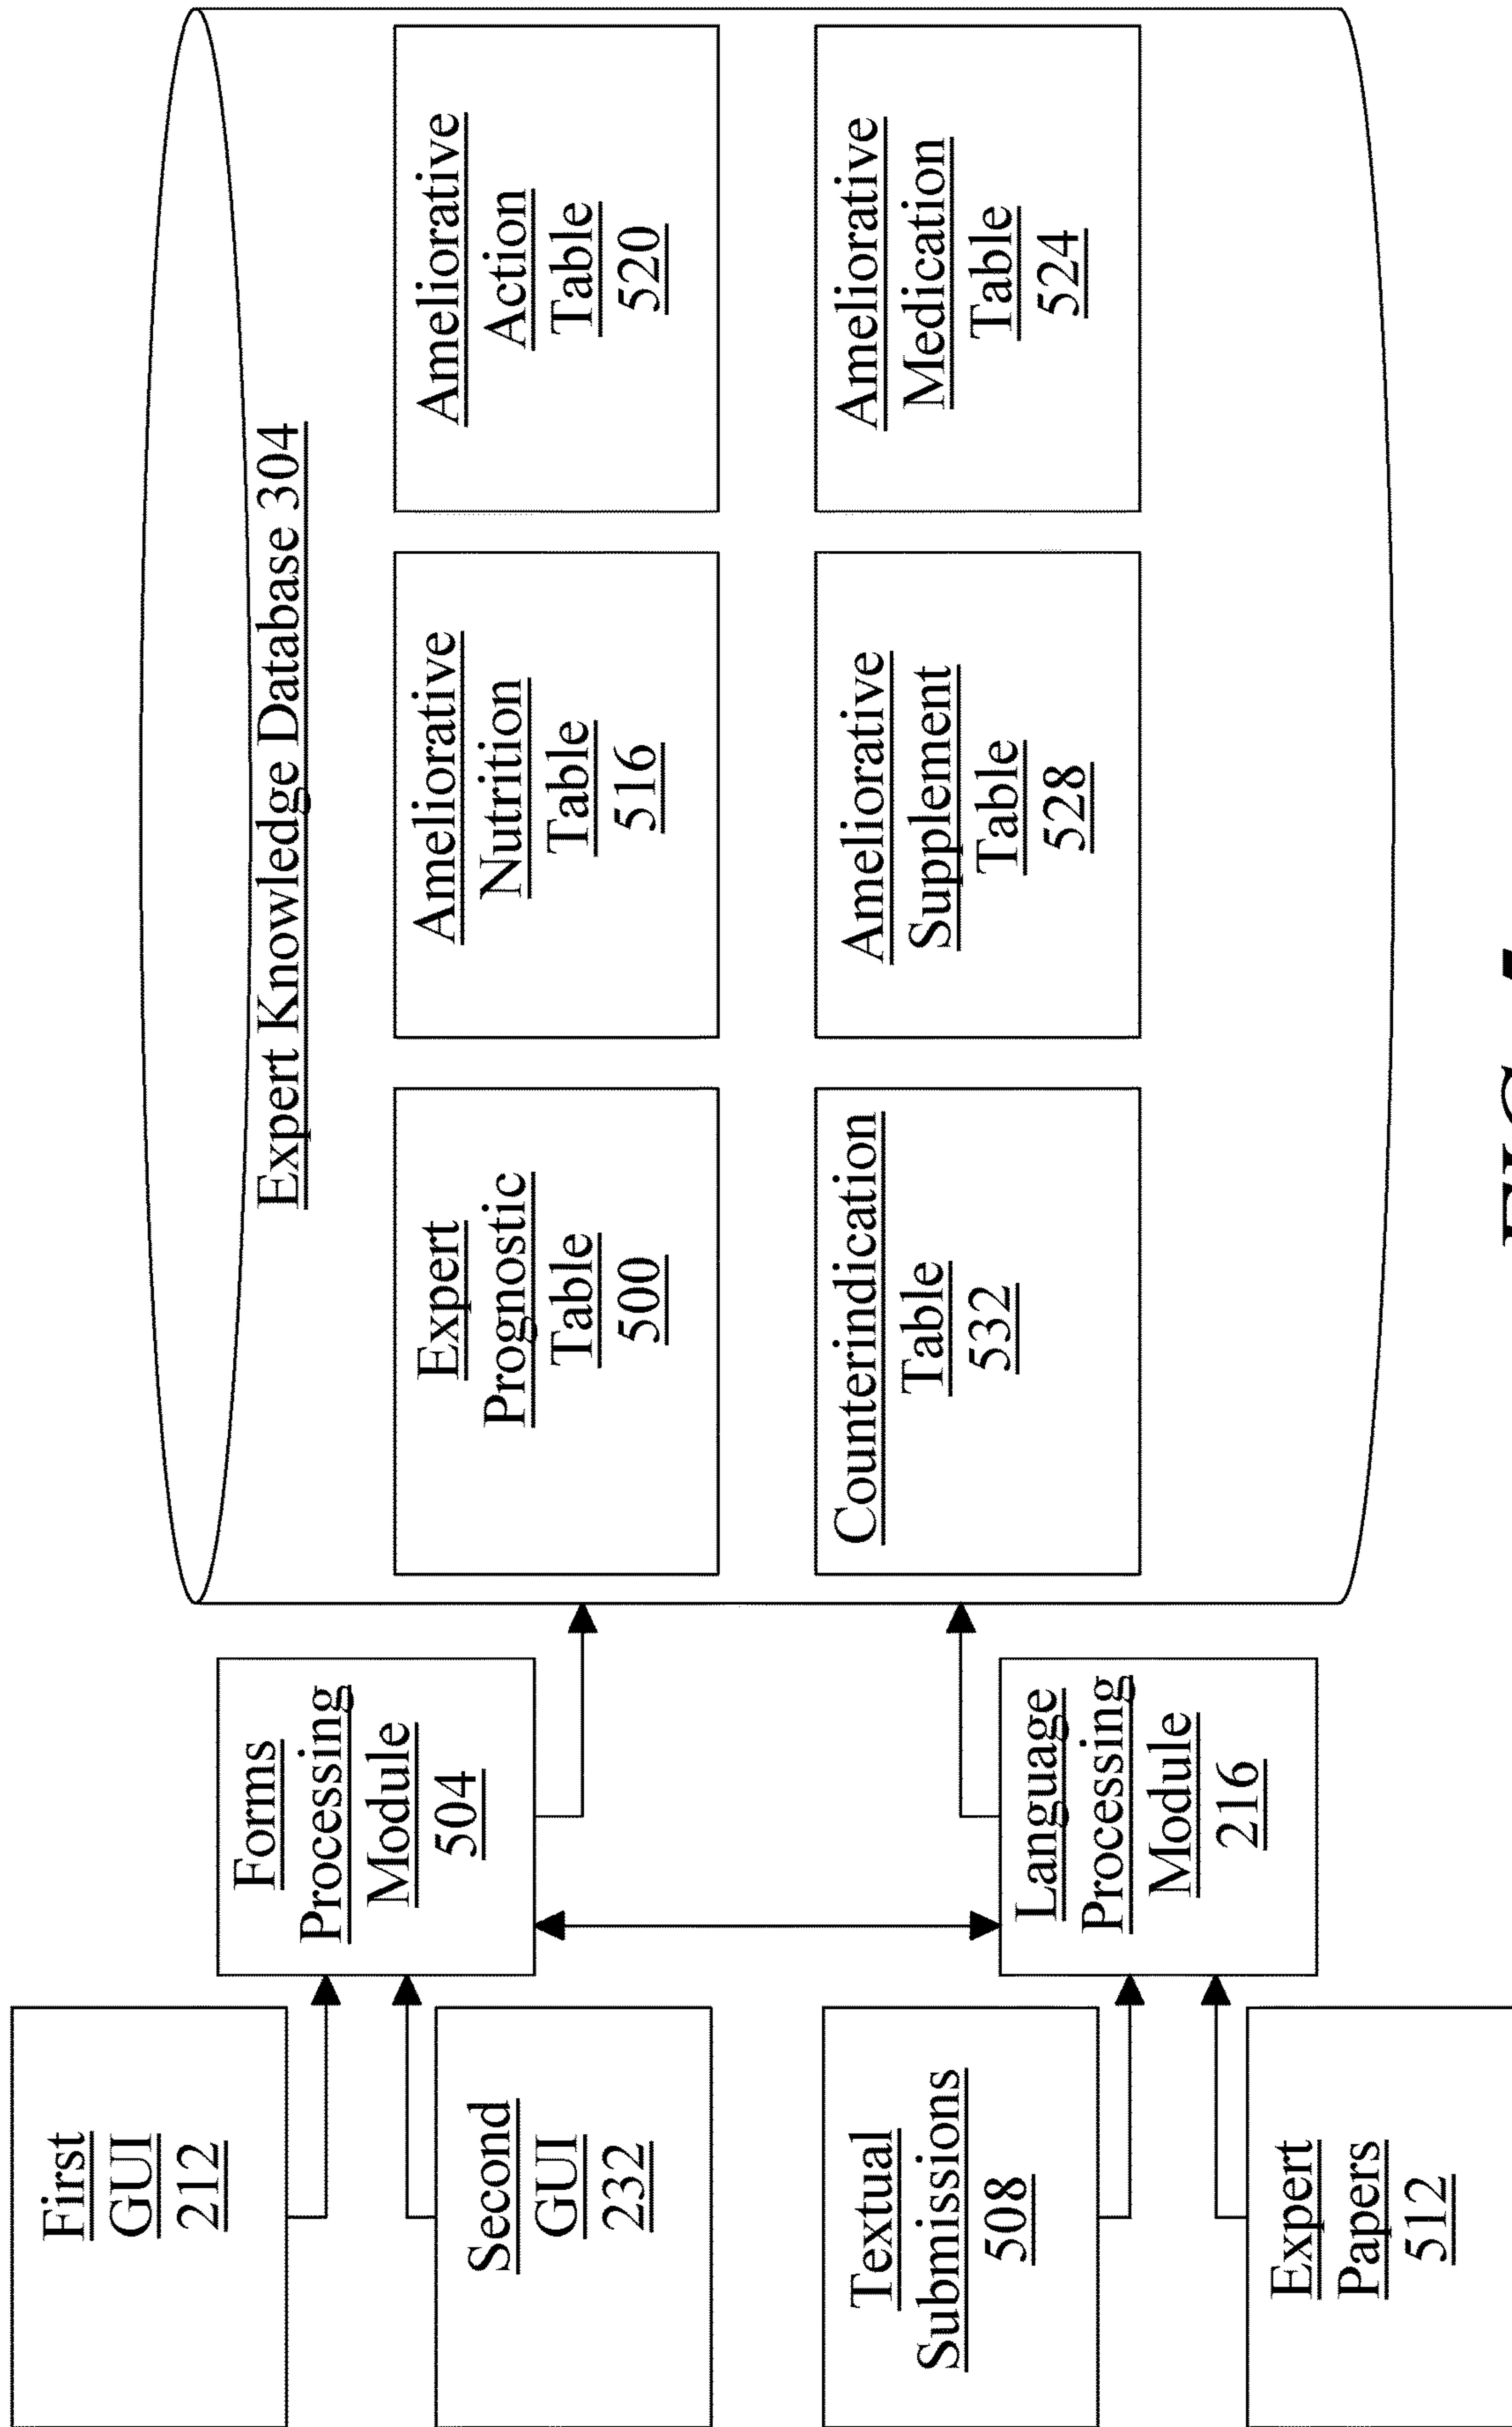 First
GUI
212
Second
GUI
232
Textual
Submissions
508
Expert
Papers
512
Forms
Processing
Module
504
Language
Processing
Module
216
Expert Knowledge Database 304
Expert
Prognostic
Table
500
Ameliorative
Nutrition
Table
516
Ameliorative
Action
Table
520
Counterindication
Table
532
Ameliorative
Supplement
Table
528
Ameliorative
Medication
Table
524